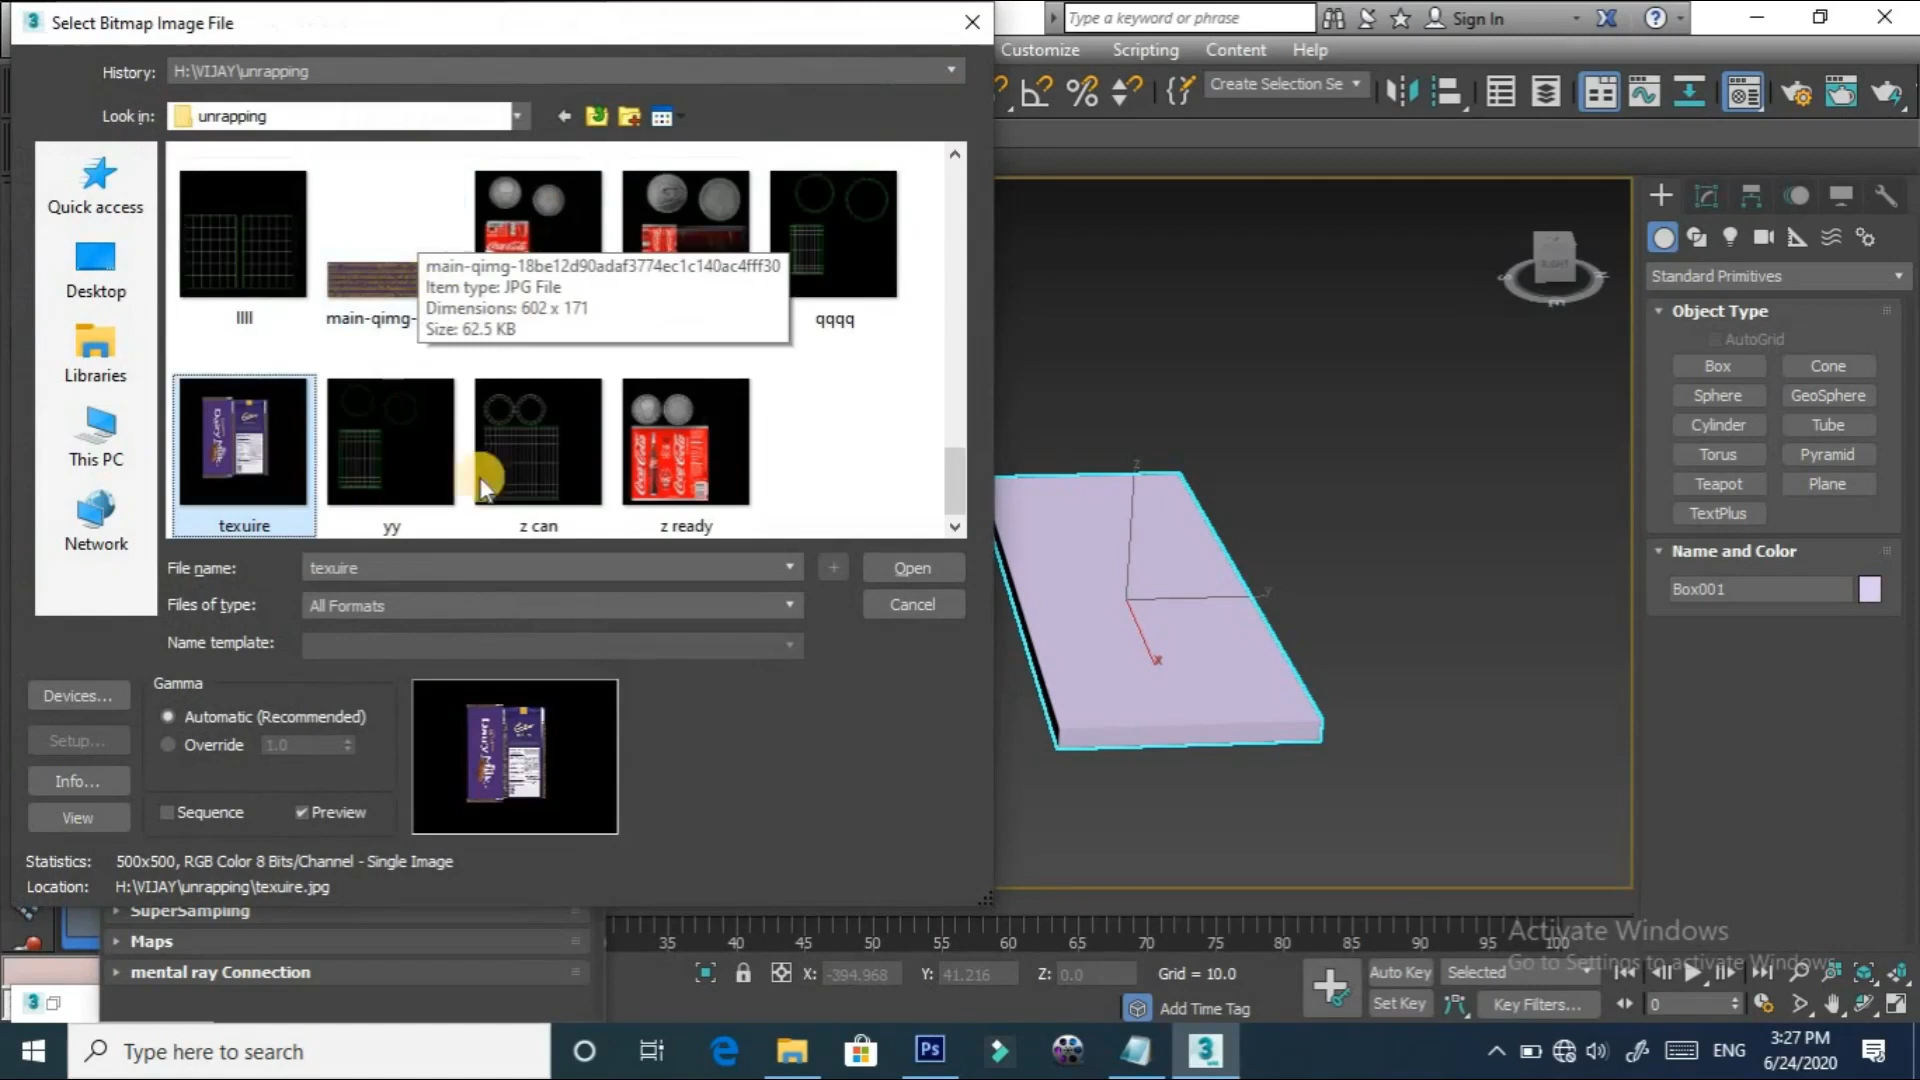 Select Bitmap Image File
History: H:\VIJAY\unrapping
Look in: unrapping
Quick access
Desktop
Libraries
This PC
Network
llll
main-qimg-
qqqq
main-qimg-18be12d90adaf3774ec1c140ac4fff30
Item type: JPG File
Dimensions: 602 x 171
Size: 62.5 KB
texuire
yy
z can
z ready
File name: texuire
Open
Files of type: All Formats
Cancel
Name template:
Devices...
Setup...
Info...
View
Gamma
Automatic (Recommended)
Override 1.0
Sequence
Preview
Dairy Milk
Statistics: 500x500, RGB Color 8 Bits/Channel - Single Image
Location: H:\VIJAY\unrapping\texuire.jpg
SuperSampling
Maps
mental ray Connection
Type a keyword or phrase
Sign In
Customize Scripting Content Help
Create Selection Se
RIGHT
z
y
x
Standard Primitives
Object Type
AutoGrid
Box Cone
Sphere GeoSphere
Cylinder Tube
Torus Pyramid
Teapot Plane
TextPlus
Name and Color
Box001
35 40 45 50 55 60 65 70 75 80 85 90 95 100
X: -394.968 Y: 41.216 Z: 0.0 Grid = 10.0
Add Time Tag
Auto Key Selected
Set Key Key Filters...
0
Activate Windows
Go to Settings to activate Windows.
Type here to search
Ps
3
ENG
3:27 PM
6/24/2020